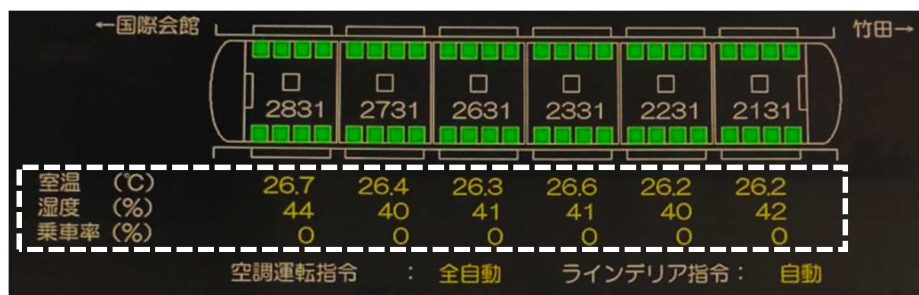 ←国際会館 竹田→
2831 2731 2631 2331 2231 2131
室温 (℃) 26.7 26.4 26.3 26.6 26.2 26.2
湿度 (%) 44 40 41 41 40 42
乗車率 (%) 0 0 0 0 0 0
空調運転指令 : 全自動 ラインデリア指令: 自動